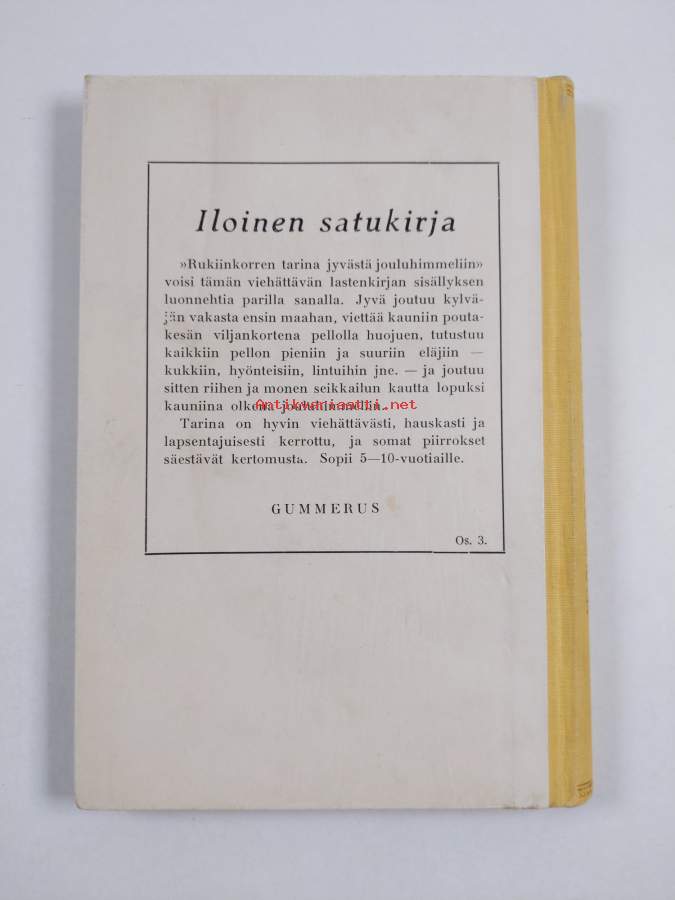 Iloinen satukirja
»Rukiinkorren tarina jyvästä jouluhimmeliin»
voisi tämän viehättävän lastenkirjan sisällyksen
luonnehtia parilla sanalla. Jyvä joutuu kylvä-
jän vakasta ensin maahan, viettää kauniin pouta-
kesän viljankortena pellolla huojuen, tutustuu
kaikkiin pellon pieniin ja suuriin eläjiin —
kukkiin, hyönteisiin, lintuihin jne. — ja joutuu
sitten riihen ja monen seikkailun kautta lopuksi
Antikvariaatti.net
kauniina olkena jouluhimmeliin.
Tarina on hyvin viehättävästi, hauskasti ja
lapsentajuisesti kerrottu, ja somat piirrokset
säestävät kertomusta. Sopii 5—10-vuotiaille.
GUMMERUS
Os. 3.